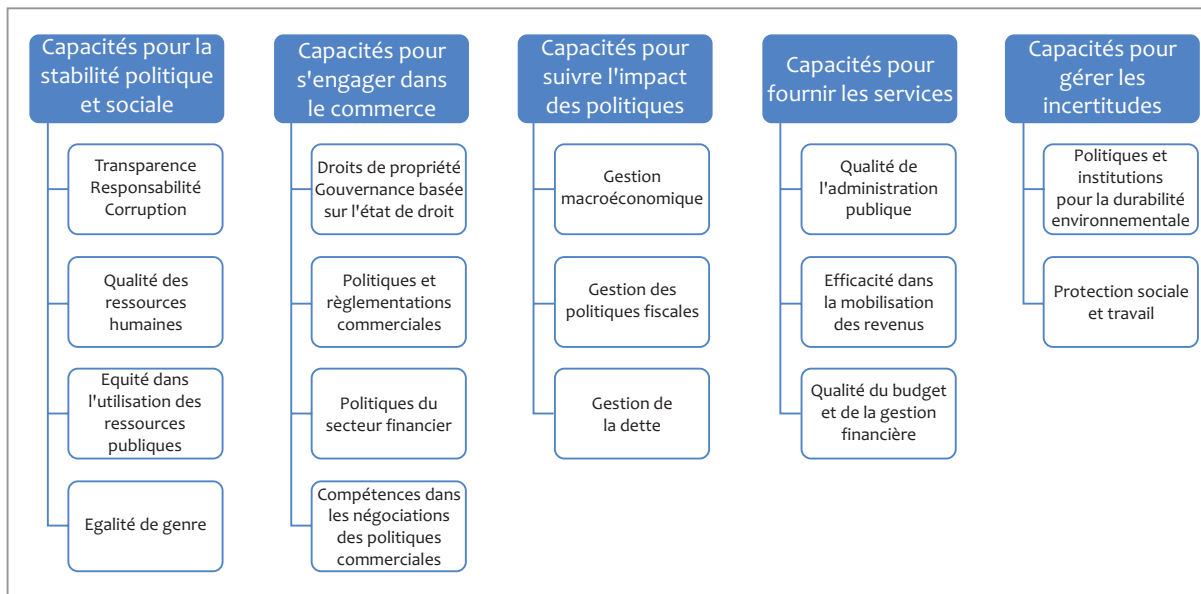 Capacités pour la
stabilité politique
et sociale
Transparence
Responsabilité
Corruption
Qualité des
ressources
humaines
Equité dans
l'utilisation des
ressources
publiques
Egalité de genre
Capacités pour
s'engager dans
le commerce
Droits de propriété
Gouvernance basée
sur l'état de droit
Politiques et
règlementations
commerciales
Politiques du
secteur financier
Compétences dans
les négociations
des politiques
commerciales
Capacités pour
suivre l'impact
des politiques
Gestion
macroéconomique
Gestion des
politiques fiscales
Gestion de
la dette
Capacités pour
fournir les services
Qualité de
l'administration
publique
Efficacité dans
la mobilisation
des revenus
Qualité du budget
et de la gestion
financière
Capacités pour
gérer les
incertitudes
Politiques et
institutions
pour la durabilité
environnementale
Protection sociale
et travail